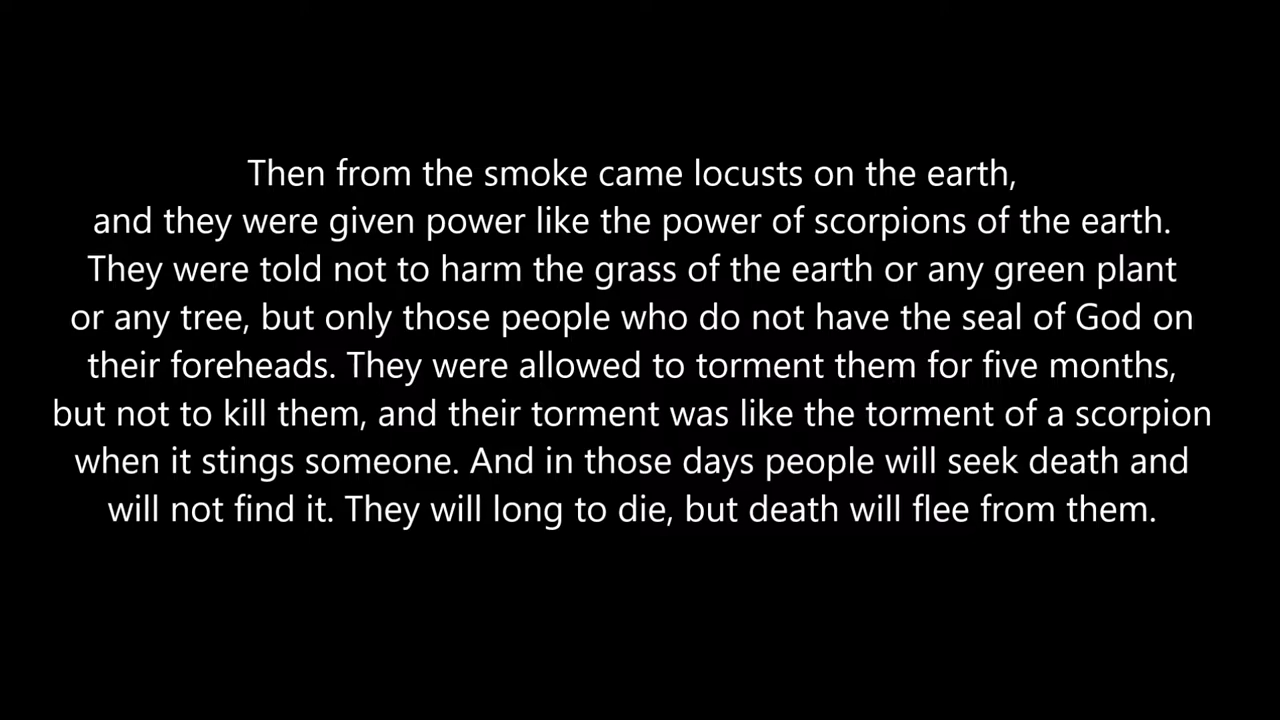 Then from the smoke came locusts on the earth,
and they were given power like the power of scorpions of the earth.
They were told not to harm the grass of the earth or any green plant
or any tree, but only those people who do not have the seal of God on
their foreheads. They were allowed to torment them for five months,
but not to kill them, and their torment was like the torment of a scorpion
when it stings someone. And in those days people will seek death and
will not find it. They will long to die, but death will flee from them.